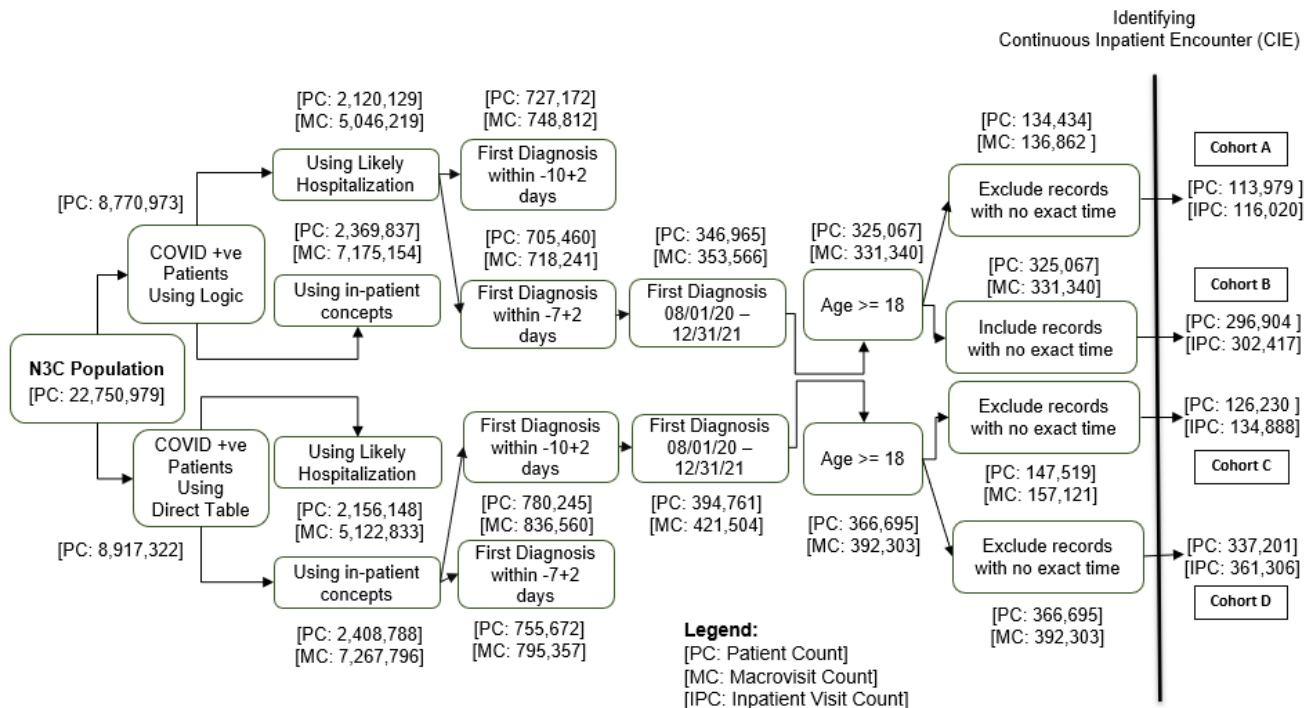 Identifying
Continuous Inpatient Encounter (CIE)
[PC: 2,120,129]
[MC: 5,046,219]
[PC: 727,172]
[MC: 748,812]
[PC: 134,434]
[MC: 136,862 ]
Cohort A
Using Likely
Hospitalization
First Diagnosis
within -10+2
days
Exclude records
with no exact time
[PC: 113,979 ]
[IPC: 116,020]
[PC: 8,770,973]
COVID +ve
Patients
Using Logic
[PC: 2,369,837]
[MC: 7,175,154]
[PC: 705,460]
[MC: 718,241]
[PC: 346,965]
[MC: 353,566]
[PC: 325,067]
[MC: 331,340]
[PC: 325,067]
[MC: 331,340]
Cohort B
Using in-patient
concepts
First Diagnosis
within -7+2
days
First Diagnosis
08/01/20 –
12/31/21
Age >= 18
Include records
with no exact time
[PC: 296,904 ]
[IPC: 302,417]
N3C Population
[PC: 22,750,979]
COVID +ve
Patients
Using
Direct Table
Using Likely
Hospitalization
First Diagnosis
within -10+2
days
First Diagnosis
08/01/20 –
12/31/21
Age >= 18
Exclude records
with no exact time
[PC: 126,230 ]
[IPC: 134,888]
Cohort C
[PC: 2,156,148]
[MC: 5,122,833]
[PC: 780,245]
[MC: 836,560]
[PC: 394,761]
[MC: 421,504]
[PC: 366,695]
[MC: 392,303]
[PC: 147,519]
[MC: 157,121]
[PC: 8,917,322]
Using in-patient
concepts
First Diagnosis
within -7+2
days
Exclude records
with no exact time
[PC: 337,201]
[IPC: 361,306]
Cohort D
[PC: 2,408,788]
[MC: 7,267,796]
[PC: 755,672]
[MC: 795,357]
[PC: 366,695]
[MC: 392,303]
Legend:
[PC: Patient Count]
[MC: Macrovisit Count]
[IPC: Inpatient Visit Count]